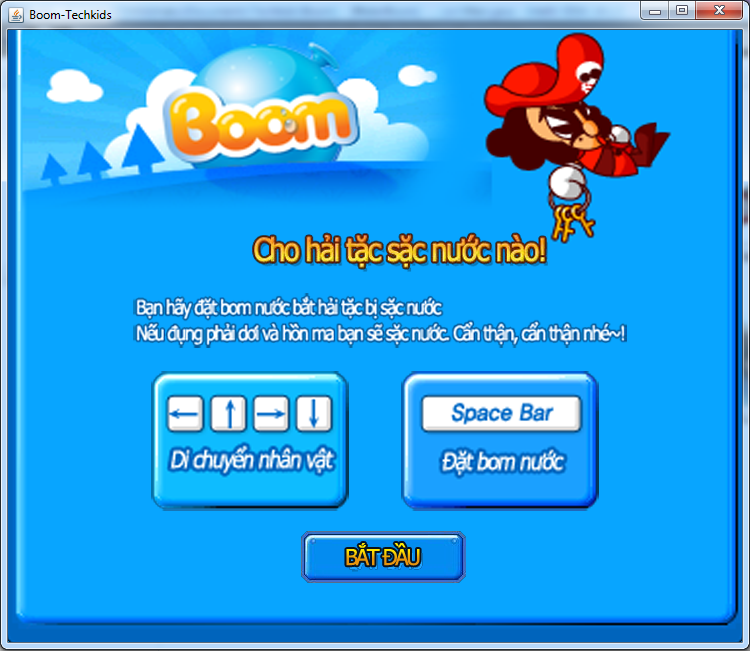 Boom-Techkids
Boom
Cho hải tặc sặc nước nào!
Bạn hãy đặt bom nước bắt hải tặc bị sặc nước
Nếu đụng phải dơi và hồn ma bạn sẽ sặc nước. Cẩn thận, cẩn thận nhé~!
← ↑ → ↓
Di chuyển nhân vật
Space Bar
Đặt bom nước
BẮT ĐẦU